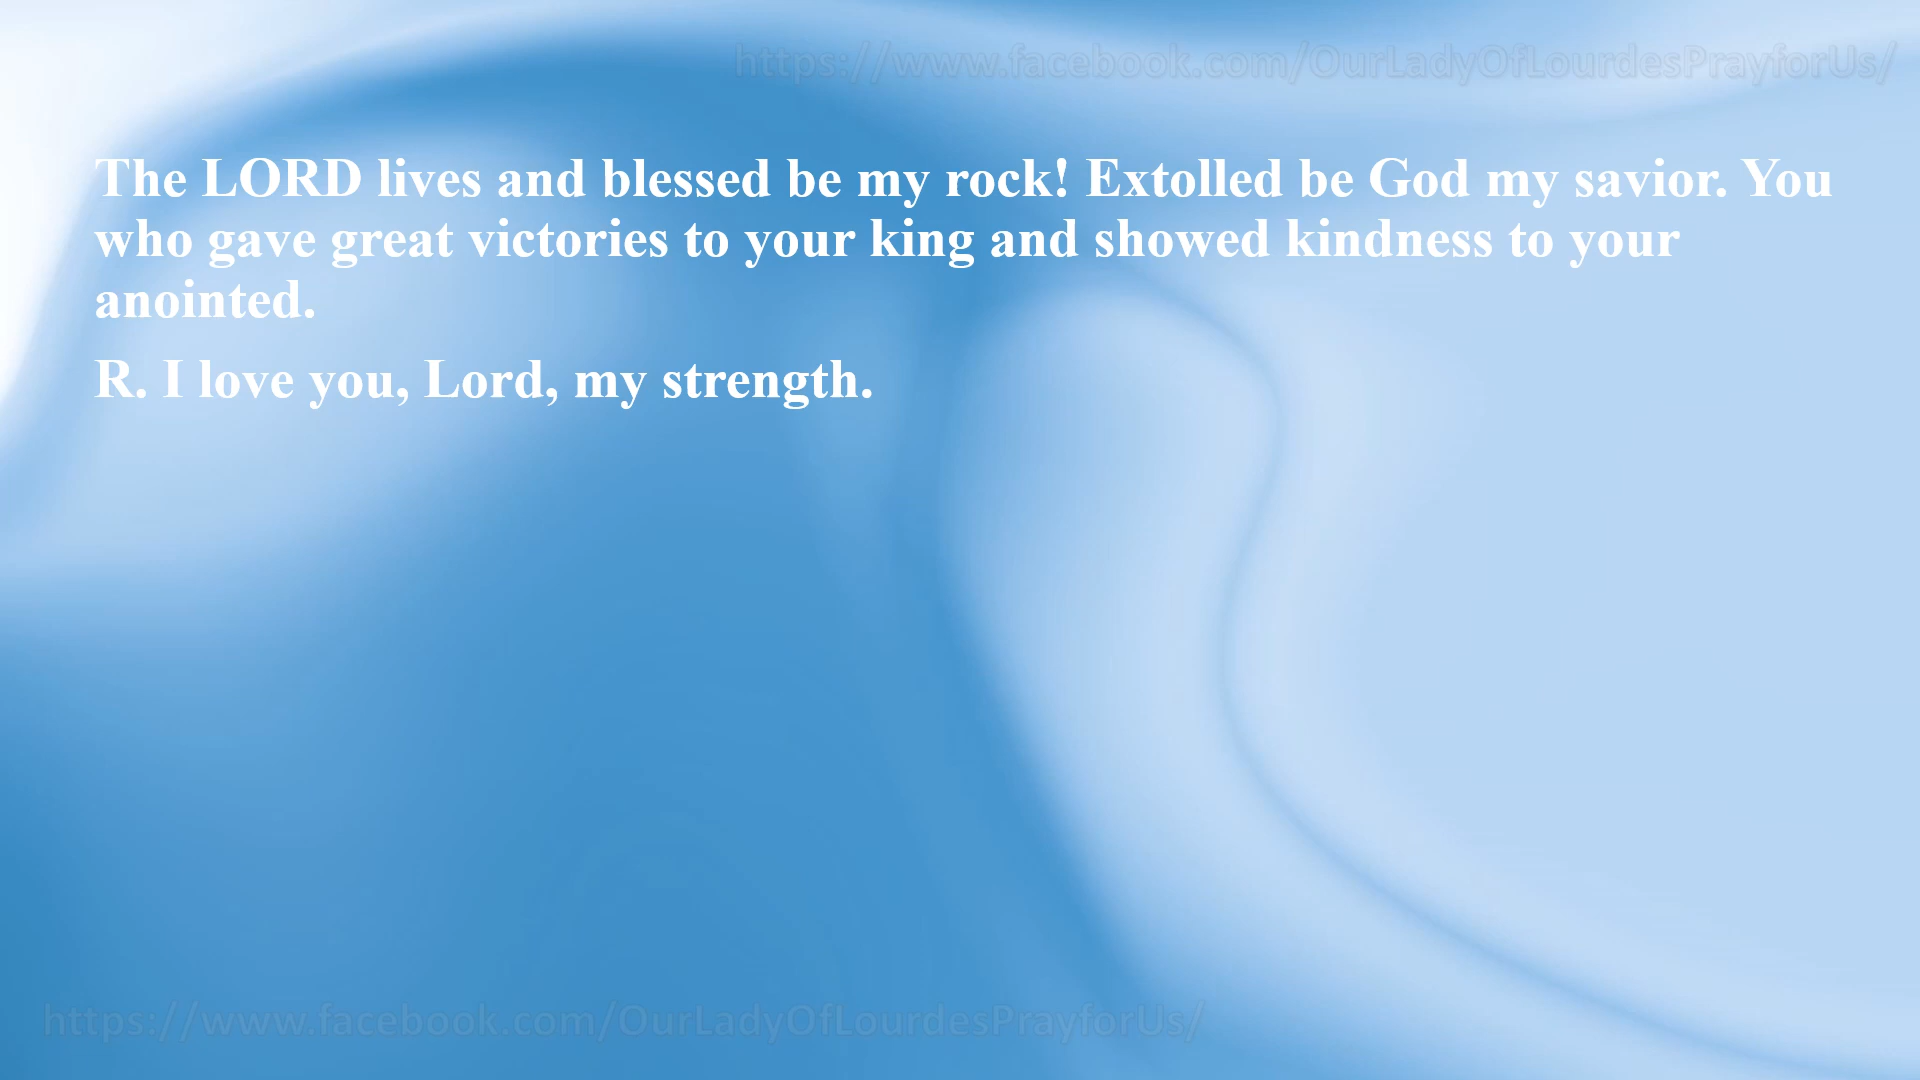 https://www.facebook.com/OurLadyOfLourdesPrayforUs/
The LORD lives and blessed be my rock! Extolled be God my savior. You
who gave great victories to your king and showed kindness to your
anointed.
R. I love you, Lord, my strength.
https://www.facebook.com/OurLadyOfLourdesPrayforUs/